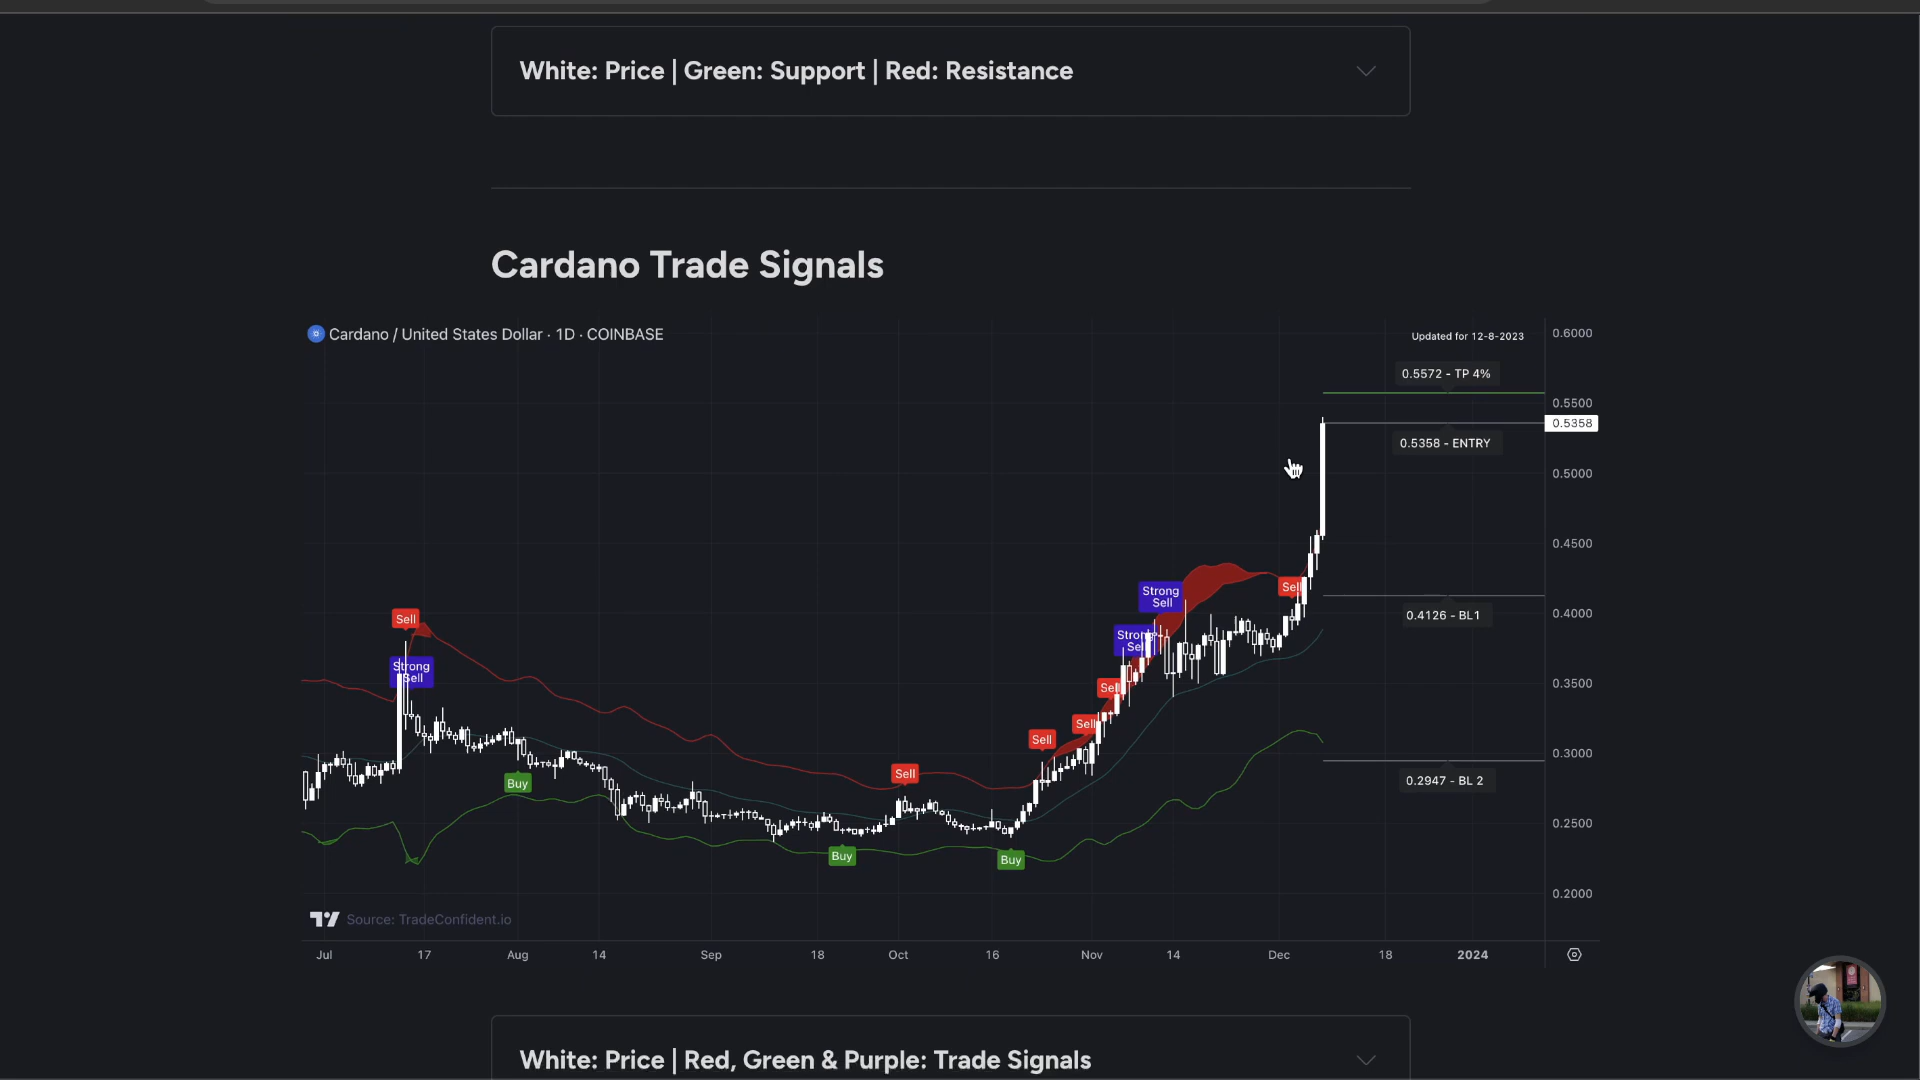 White: Price | Green: Support | Red: Resistance
Cardano Trade Signals
Cardano / United States Dollar · 1D · COINBASE
Updated for 12-8-2023
0.6000
0.5572 - TP 4%
0.5500
0.5358
0.5358 - ENTRY
0.5000
0.4500
0.4126 - BL1
0.4000
0.3500
0.3000
0.2947 - BL 2
0.2500
0.2000
Sell
Strong
Sell
Buy
Buy
Sell
Buy
Sell
Sell
Sell
Strong
Sell
Strong
Sell
Sell
Source: TradeConfident.io
Jul 17 Aug 14 Sep 18 Oct 16 Nov 14 Dec 18 2024
White: Price | Red, Green & Purple: Trade Signals